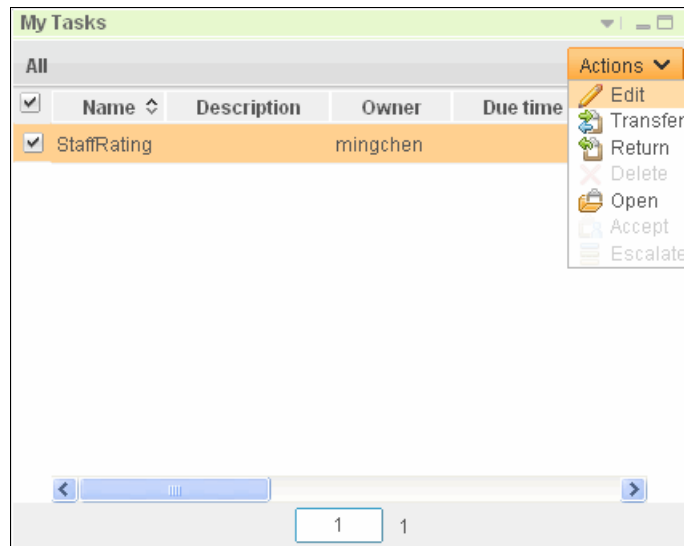 My Tasks
All
Actions
Name Description Owner Due time
Edit
Transfer
StaffRating mingchen
Return
Delete
Open
Accept
Escalate
1 1